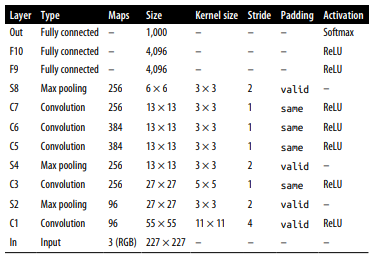 Layer Type Maps Size Kernel size Stride Padding Activation
Out Fully connected – 1,000 – – – Softmax
F10 Fully connected – 4,096 – – – ReLU
F9 Fully connected – 4,096 – – – ReLU
S8 Max pooling 256 6 × 6 3 × 3 2 valid –
C7 Convolution 256 13 × 13 3 × 3 1 same ReLU
C6 Convolution 384 13 × 13 3 × 3 1 same ReLU
C5 Convolution 384 13 × 13 3 × 3 1 same ReLU
S4 Max pooling 256 13 × 13 3 × 3 2 valid –
C3 Convolution 256 27 × 27 5 × 5 1 same ReLU
S2 Max pooling 96 27 × 27 3 × 3 2 valid –
C1 Convolution 96 55 × 55 11 × 11 4 valid ReLU
In Input 3 (RGB) 227 × 227 – – – –